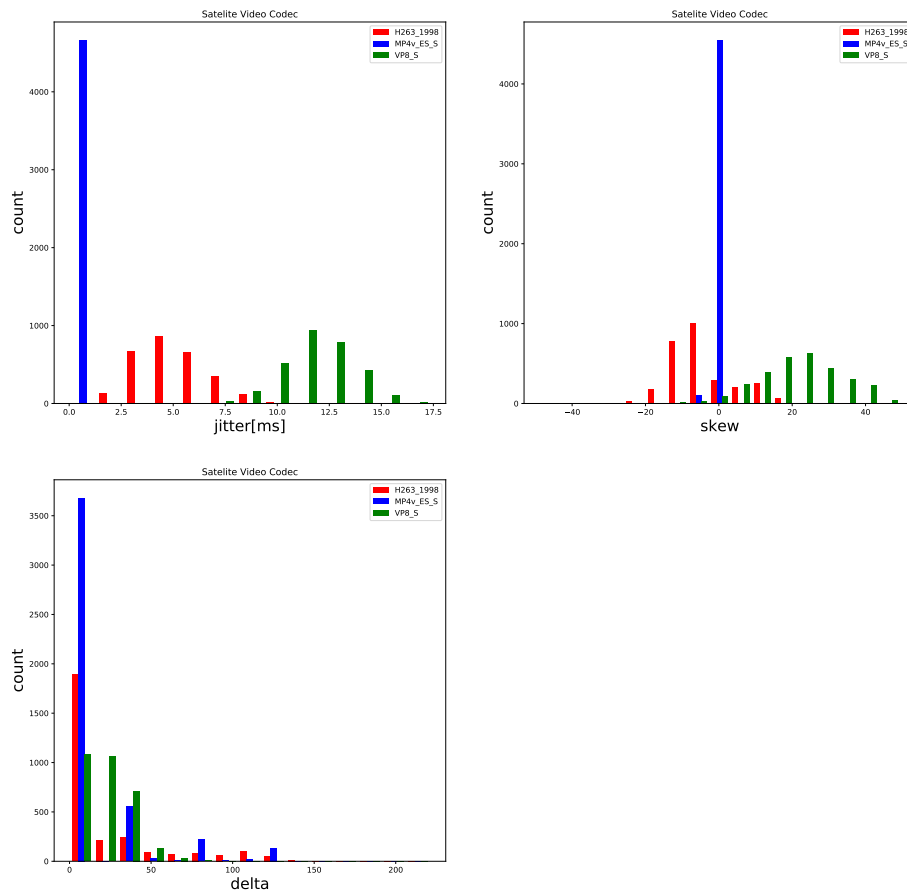 Satelite Video Codec
H263_1998
MP4v_ES_S
VP8_S
4000
3000
2000
1000
0
count
0.0 2.5 5.0 7.5 10.0 12.5 15.0 17.5
jitter[ms]
Satelite Video Codec
H263_1998
MP4v_ES_S
VP8_S
4000
3000
2000
1000
0
count
−40 −20 0 20 40
skew
Satelite Video Codec
H263_1998
MP4v_ES_S
VP8_S
3500
3000
2500
2000
1500
1000
500
0
count
0 50 100 150 200
delta